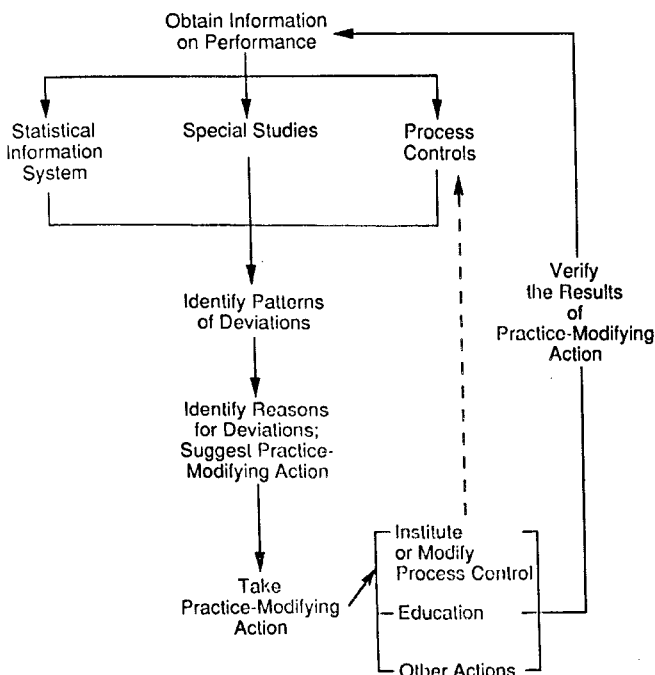 Obtain Information
on Performance
Statistical
Information
System
Special Studies
Process
Controls
Identify Patterns
of Deviations
Verify
the Results
of
Practice-Modifying
Action
Identify Reasons
for Deviations;
Suggest Practice-
Modifying Action
Take
Practice-Modifying
Action
Institute
or Modify
Process Control
Education
Other Actions